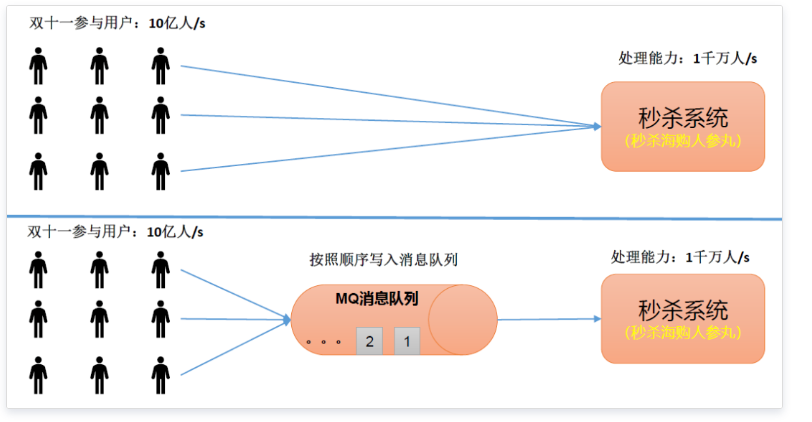 双十一参与用户：10亿人/s
处理能力：1千万人/s
秒杀系统
（秒杀海购人参丸）
双十一参与用户：10亿人/s
按照顺序写入消息队列
处理能力：1千万人/s
MQ消息队列
。。。 2 1
秒杀系统
（秒杀海购人参丸）